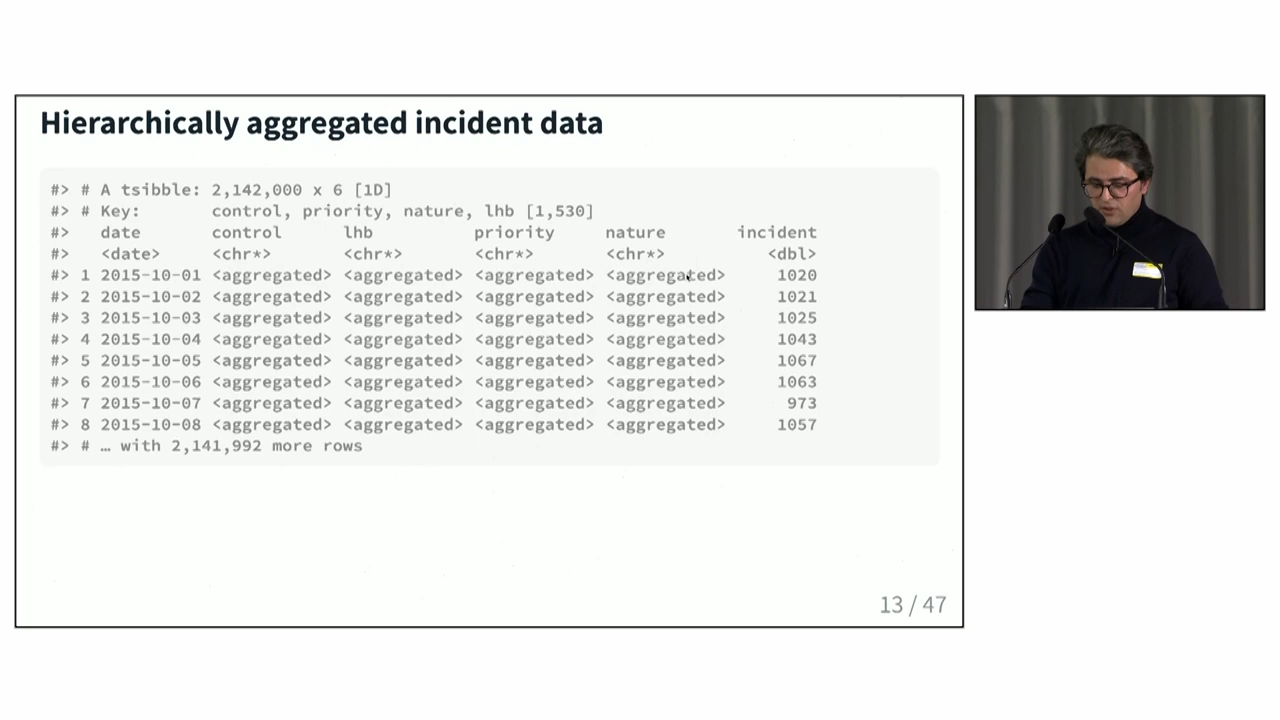 Hierarchically aggregated incident data
#> # A tsibble: 2,142,000 x 6 [1D]
#> # Key:       control, priority, nature, lhb [1,530]
#>   date       control      lhb          priority     nature       incident
#>   <date>     <chr*>       <chr*>       <chr*>       <chr*>          <dbl>
#> 1 2015-10-01 <aggregated> <aggregated> <aggregated> <aggregated>     1020
#> 2 2015-10-02 <aggregated> <aggregated> <aggregated> <aggregated>     1021
#> 3 2015-10-03 <aggregated> <aggregated> <aggregated> <aggregated>     1025
#> 4 2015-10-04 <aggregated> <aggregated> <aggregated> <aggregated>     1043
#> 5 2015-10-05 <aggregated> <aggregated> <aggregated> <aggregated>     1067
#> 6 2015-10-06 <aggregated> <aggregated> <aggregated> <aggregated>     1063
#> 7 2015-10-07 <aggregated> <aggregated> <aggregated> <aggregated>      973
#> 8 2015-10-08 <aggregated> <aggregated> <aggregated> <aggregated>     1057
#> # … with 2,141,992 more rows
13 / 47